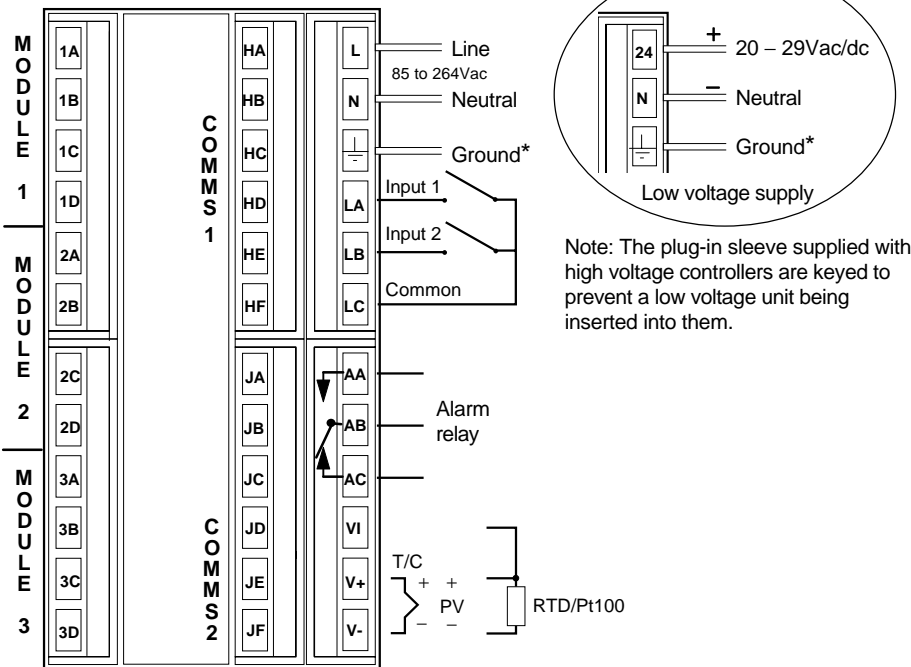 MODULE 1
MODULE 2
MODULE 3
1A
1B
1C
1D
2A
2B
2C
2D
3A
3B
3C
3D
COMMS 1
COMMS 2
HA
HB
HC
HD
HE
HF
JA
JB
JC
JD
JE
JF
L
N
LA
LB
LC
AA
AB
AC
VI
V+
V-
Line
85 to 264Vac
Neutral
Ground*
Input 1
Input 2
Common
Alarm
relay
T/C
+ +
PV
– –
RTD/Pt100
24
N
+
20 – 29Vac/dc
–
Neutral
Ground*
Low voltage supply
Note: The plug-in sleeve supplied with
high voltage controllers are keyed to
prevent a low voltage unit being
inserted into them.